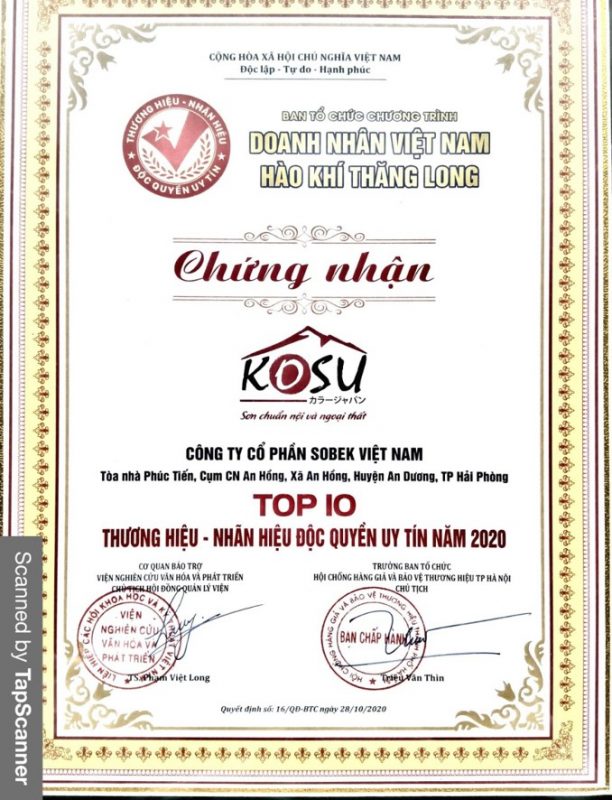 CỘNG HÒA XÃ HỘI CHỦ NGHĨA VIỆT NAM
Độc lập - Tự do - Hạnh phúc
THƯƠNG HIỆU - NHÃN HIỆU
ĐỘC QUYỀN UY TÍN
BAN TỔ CHỨC CHƯƠNG TRÌNH
DOANH NHÂN VIỆT NAM
HÀO KHÍ THĂNG LONG
Chứng nhận
KOSU
カラージャパン
Sơn chuẩn nội và ngoại thất
CÔNG TY CỔ PHẦN SOBEK VIỆT NAM
Tòa nhà Phúc Tiến, Cụm CN An Hồng, Xã An Hồng, Huyện An Dương, TP Hải Phòng
TOP 10
THƯƠNG HIỆU - NHÃN HIỆU ĐỘC QUYỀN UY TÍN NĂM 2020
CƠ QUAN BẢO TRỢ
VIỆN NGHIÊN CỨU VĂN HÓA VÀ PHÁT TRIỂN
CHỦ TỊCH HỘI ĐỒNG QUẢN LÝ VIỆN
VIỆN
NGHIÊN CỨU
VĂN HÓA VÀ
PHÁT TRIỂN
TS.Phạm Việt Long
TRƯỞNG BAN TỔ CHỨC
HỘI CHỐNG HÀNG GIẢ VÀ BẢO VỆ THƯƠNG HIỆU TP HÀ NỘI
CHỦ TỊCH
BAN CHẤP HÀNH
Triệu Văn Thìn
Quyết định số: 16/QĐ-BTC ngày 28/10/2020
Scanned by TapScanner